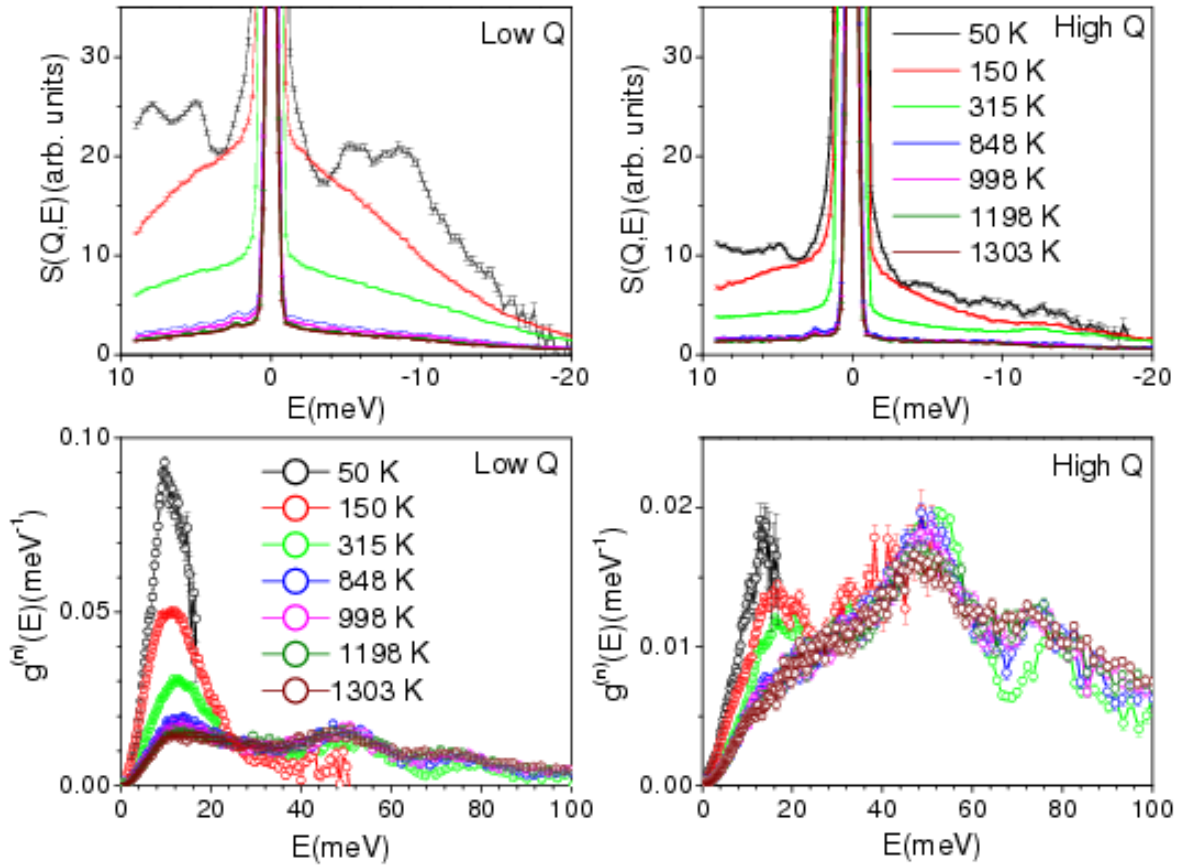 Low Q
S(Q,E)(arb. units)
30
20
10
0
10
0
-10
-20
E(meV)
High Q
50 K
150 K
315 K
848 K
998 K
1198 K
1303 K
S(Q,E)(arb. units)
30
20
10
0
10
0
-10
-20
E(meV)
Low Q
50 K
150 K
315 K
848 K
998 K
1198 K
1303 K
g⁽ⁿ⁾(E)(meV⁻¹)
0.10
0.05
0.00
0
20
40
60
80
100
E(meV)
High Q
g⁽ⁿ⁾(E)(meV⁻¹)
0.02
0.01
0.00
0
20
40
60
80
100
E(meV)